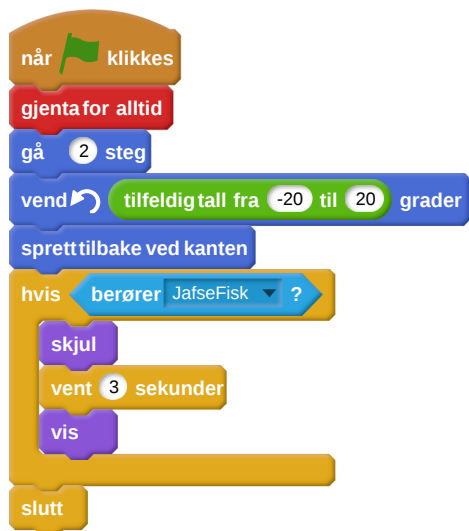 når klikkes
gjenta for alltid
gå 2 steg
vend tilfeldig tall fra -20 til 20 grader
sprett tilbake ved kanten
hvis berører JafseFisk ?
skjul
vent 3 sekunder
vis
slutt